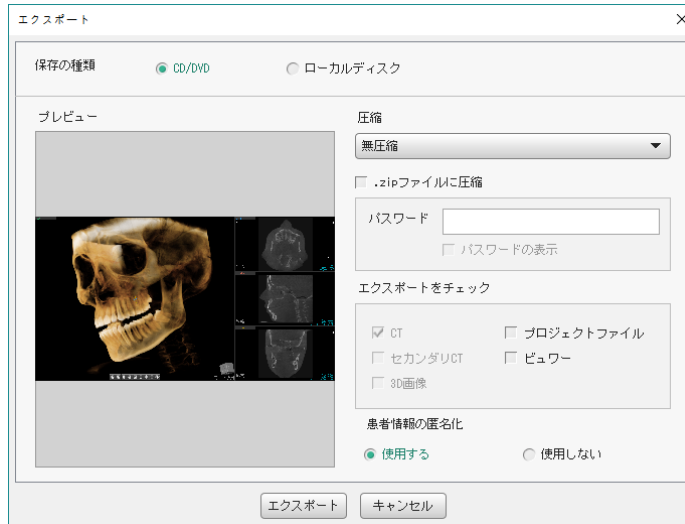 エクスポート
保存の種類 CD/DVD ローカルディスク
プレビュー
圧縮
無圧縮
.zipファイルに圧縮
パスワード
パスワードの表示
エクスポートをチェック
CT プロジェクトファイル
セカンダリCT ビュワー
3D画像
患者情報の匿名化
使用する 使用しない
エクスポート キャンセル